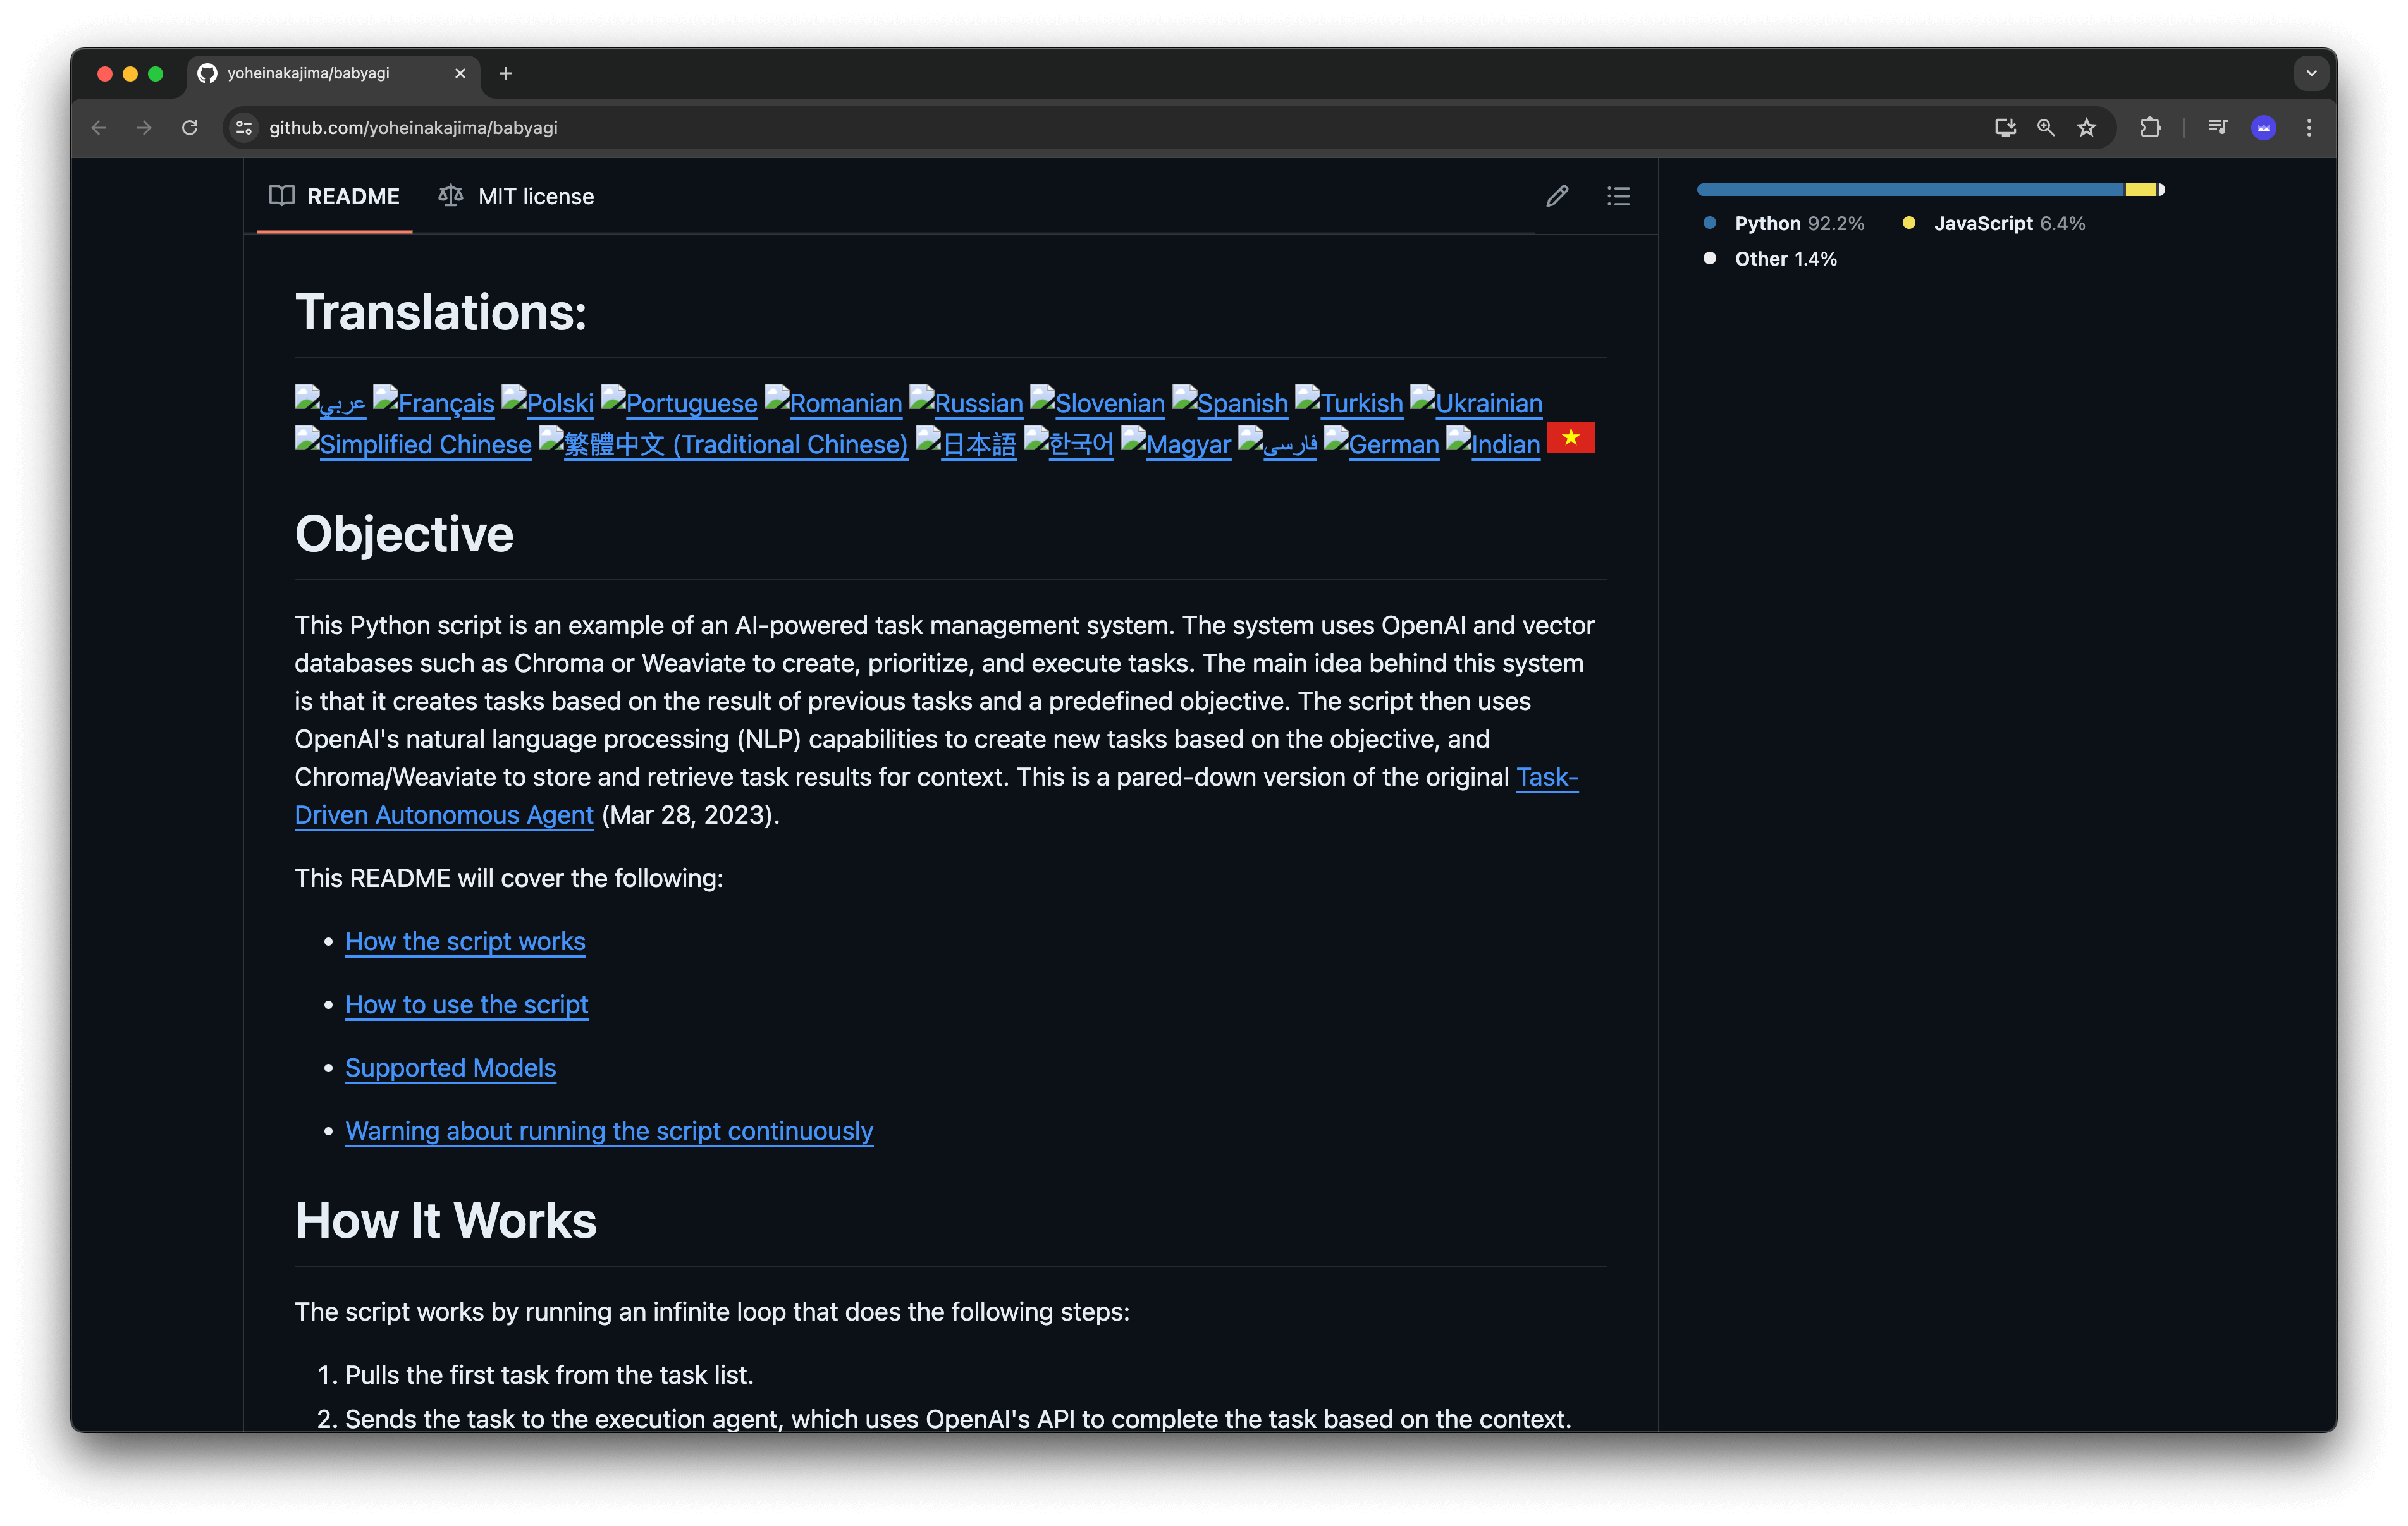 yoheinakajima/babyagi
github.com/yoheinakajima/babyagi
README MIT license
Translations:
عربي Français Polski Portuguese Romanian Russian Slovenian Spanish Turkish Ukrainian
Simplified Chinese 繁體中文 (Traditional Chinese) 日本語 한국어 Magyar فارسی German Indian
Objective
This Python script is an example of an AI-powered task management system. The system uses OpenAI and vector
databases such as Chroma or Weaviate to create, prioritize, and execute tasks. The main idea behind this system
is that it creates tasks based on the result of previous tasks and a predefined objective. The script then uses
OpenAI's natural language processing (NLP) capabilities to create new tasks based on the objective, and
Chroma/Weaviate to store and retrieve task results for context. This is a pared-down version of the original Task-
Driven Autonomous Agent (Mar 28, 2023).
This README will cover the following:
• How the script works
• How to use the script
• Supported Models
• Warning about running the script continuously
How It Works
The script works by running an infinite loop that does the following steps:
1. Pulls the first task from the task list.
2. Sends the task to the execution agent, which uses OpenAI's API to complete the task based on the context.
Python 92.2% JavaScript 6.4%
Other 1.4%